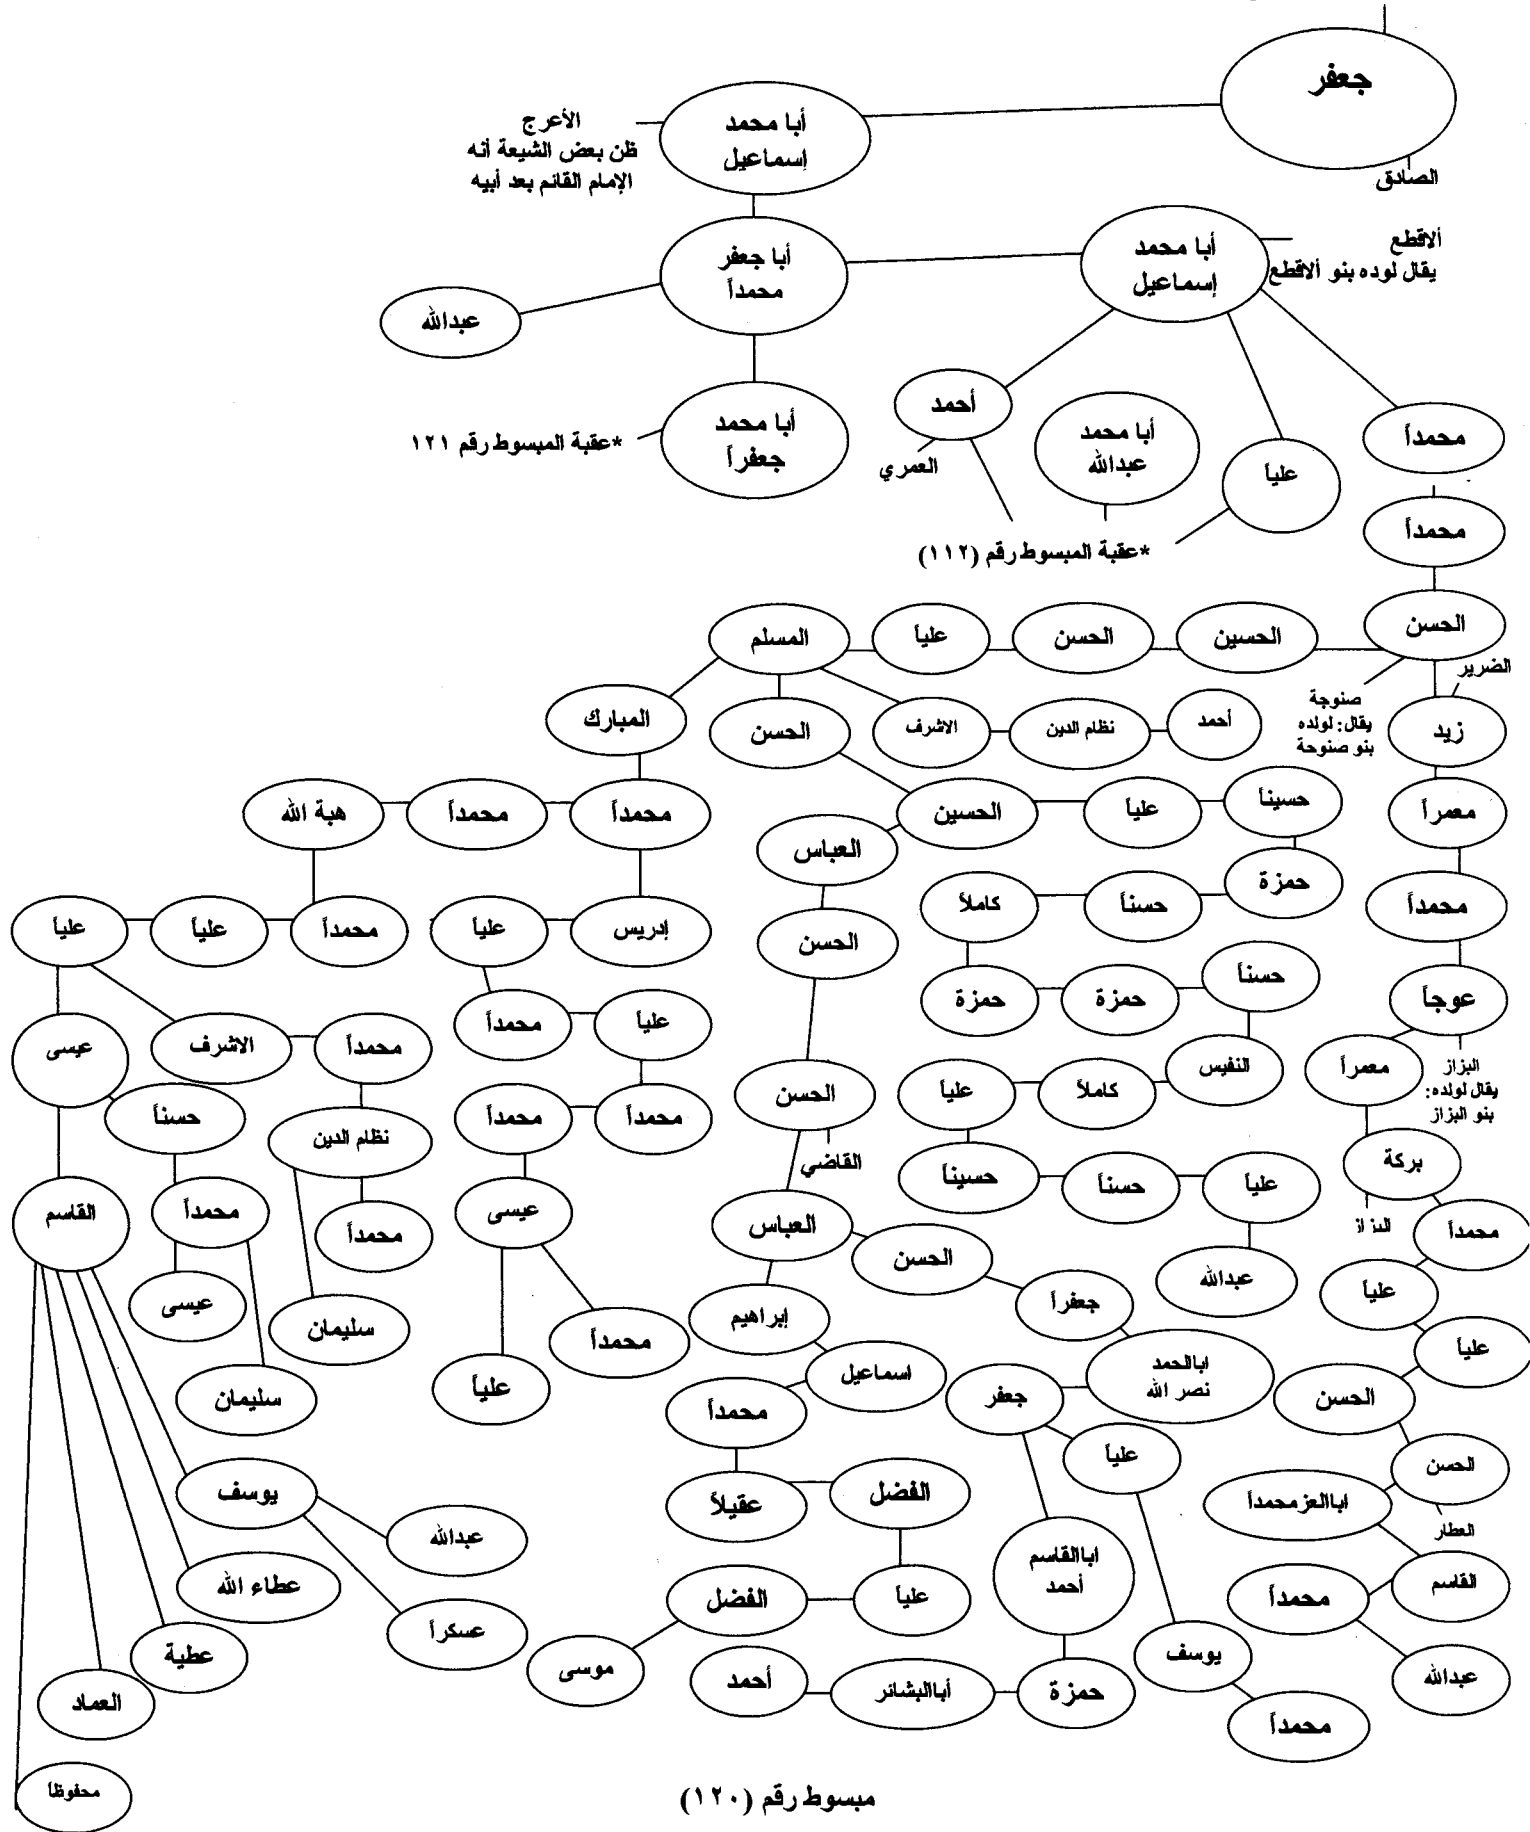 جعفر
الصادق
أبا محمد
إسماعيل
الأعرج
ظن بعض الشيعة أنه
الإمام القائم بعد أبيه
ألاقطع
يقال لوده بنو ألاقطع
أبا محمد
إسماعيل
أبا جعفر
محمداً
عبدالله
أحمد
العمري
أبا محمد
عبدالله
علياً
محمداً
أبا محمد
جعفراً
*عقبة المبسوط رقم ١٢١
*عقبة المبسوط رقم (١١٢)
محمداً
الحسن
الضرير
صنوجة
يقال: لولده
بنو صنوحة
الحسين
الحسن
علياً
المسلم
المبارك
الحسن
الاشرف
نظام الدين
أحمد
زيد
معمراً
حسيناً
علياً
الحسين
العباس
محمداً
محمداً
هبة الله
محمداً
حمزة
حسناً
كاملاً
الحسن
إدريس
علياً
محمداً
علياً
علياً
عوجاً
البزاز
يقال لولده:
بنو البزاز
معمراً
حسناً
حمزة
حمزة
النفيس
كاملاً
علياً
الحسن
القاضي
علياً
محمداً
محمداً
محمداً
محمداً
الاشرف
عيسى
حسناً
نظام الدين
بركة
البزاز
محمداً
علياً
حسناً
حسيناً
عبدالله
العباس
الحسن
جعفراً
عيسى
محمداً
محمداً
القاسم
عيسى
سليمان
سليمان
محمداً
علياً
إبراهيم
اسماعيل
محمداً
علياً
علياً
ابالحمد
نصر الله
جعفر
علياً
الحسن
الحسن
العطار
اباالعز محمداً
القاسم
محمداً
عبدالله
الفضل
عقيلاً
علياً
الفضل
موسى
اباالقاسم
أحمد
يوسف
محمداً
حمزة
أباالبشائر
أحمد
يوسف
عبدالله
عسكراً
عطاء الله
عطية
العماد
محفوظاً
مبسوط رقم (١٢٠)